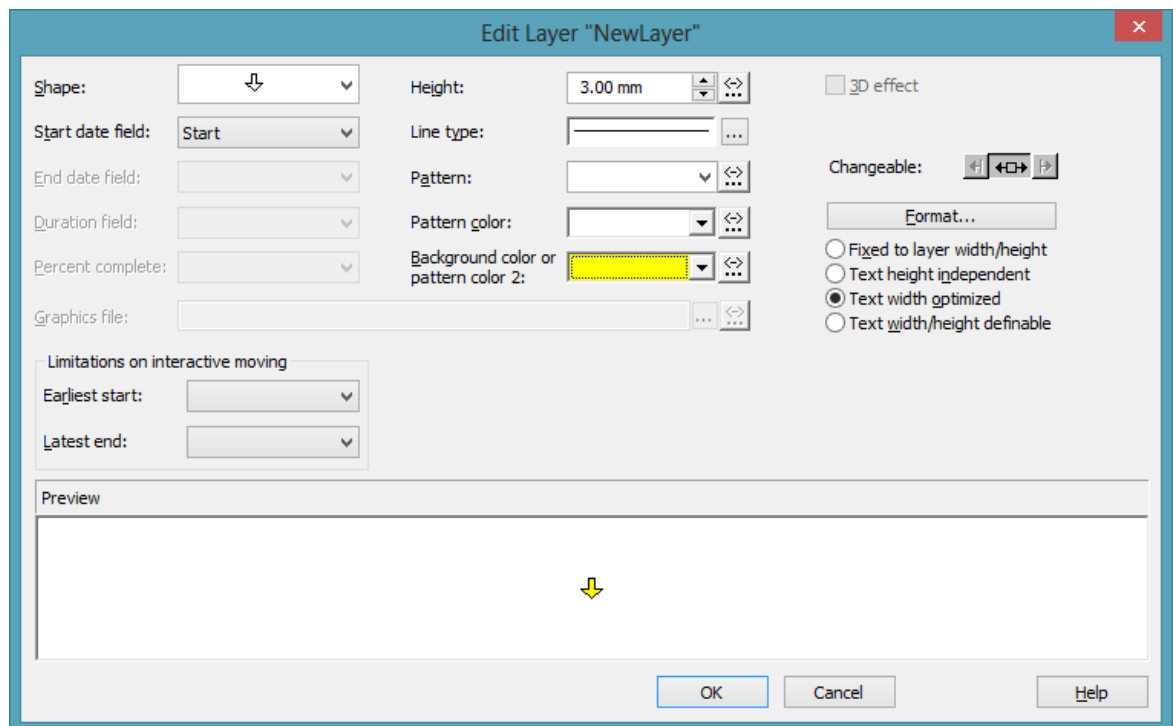 Edit Layer "NewLayer"
Shape:
Height:
3.00 mm
3D effect
Start date field:
Start
Line type:
...
End date field:
Pattern:
Changeable:
Duration field:
Pattern color:
Format...
Percent complete:
Background color or
pattern color 2:
Fixed to layer width/height
Text height independent
Text width optimized
Text width/height definable
Graphics file:
...
Limitations on interactive moving
Earliest start:
Latest end:
Preview
OK
Cancel
Help